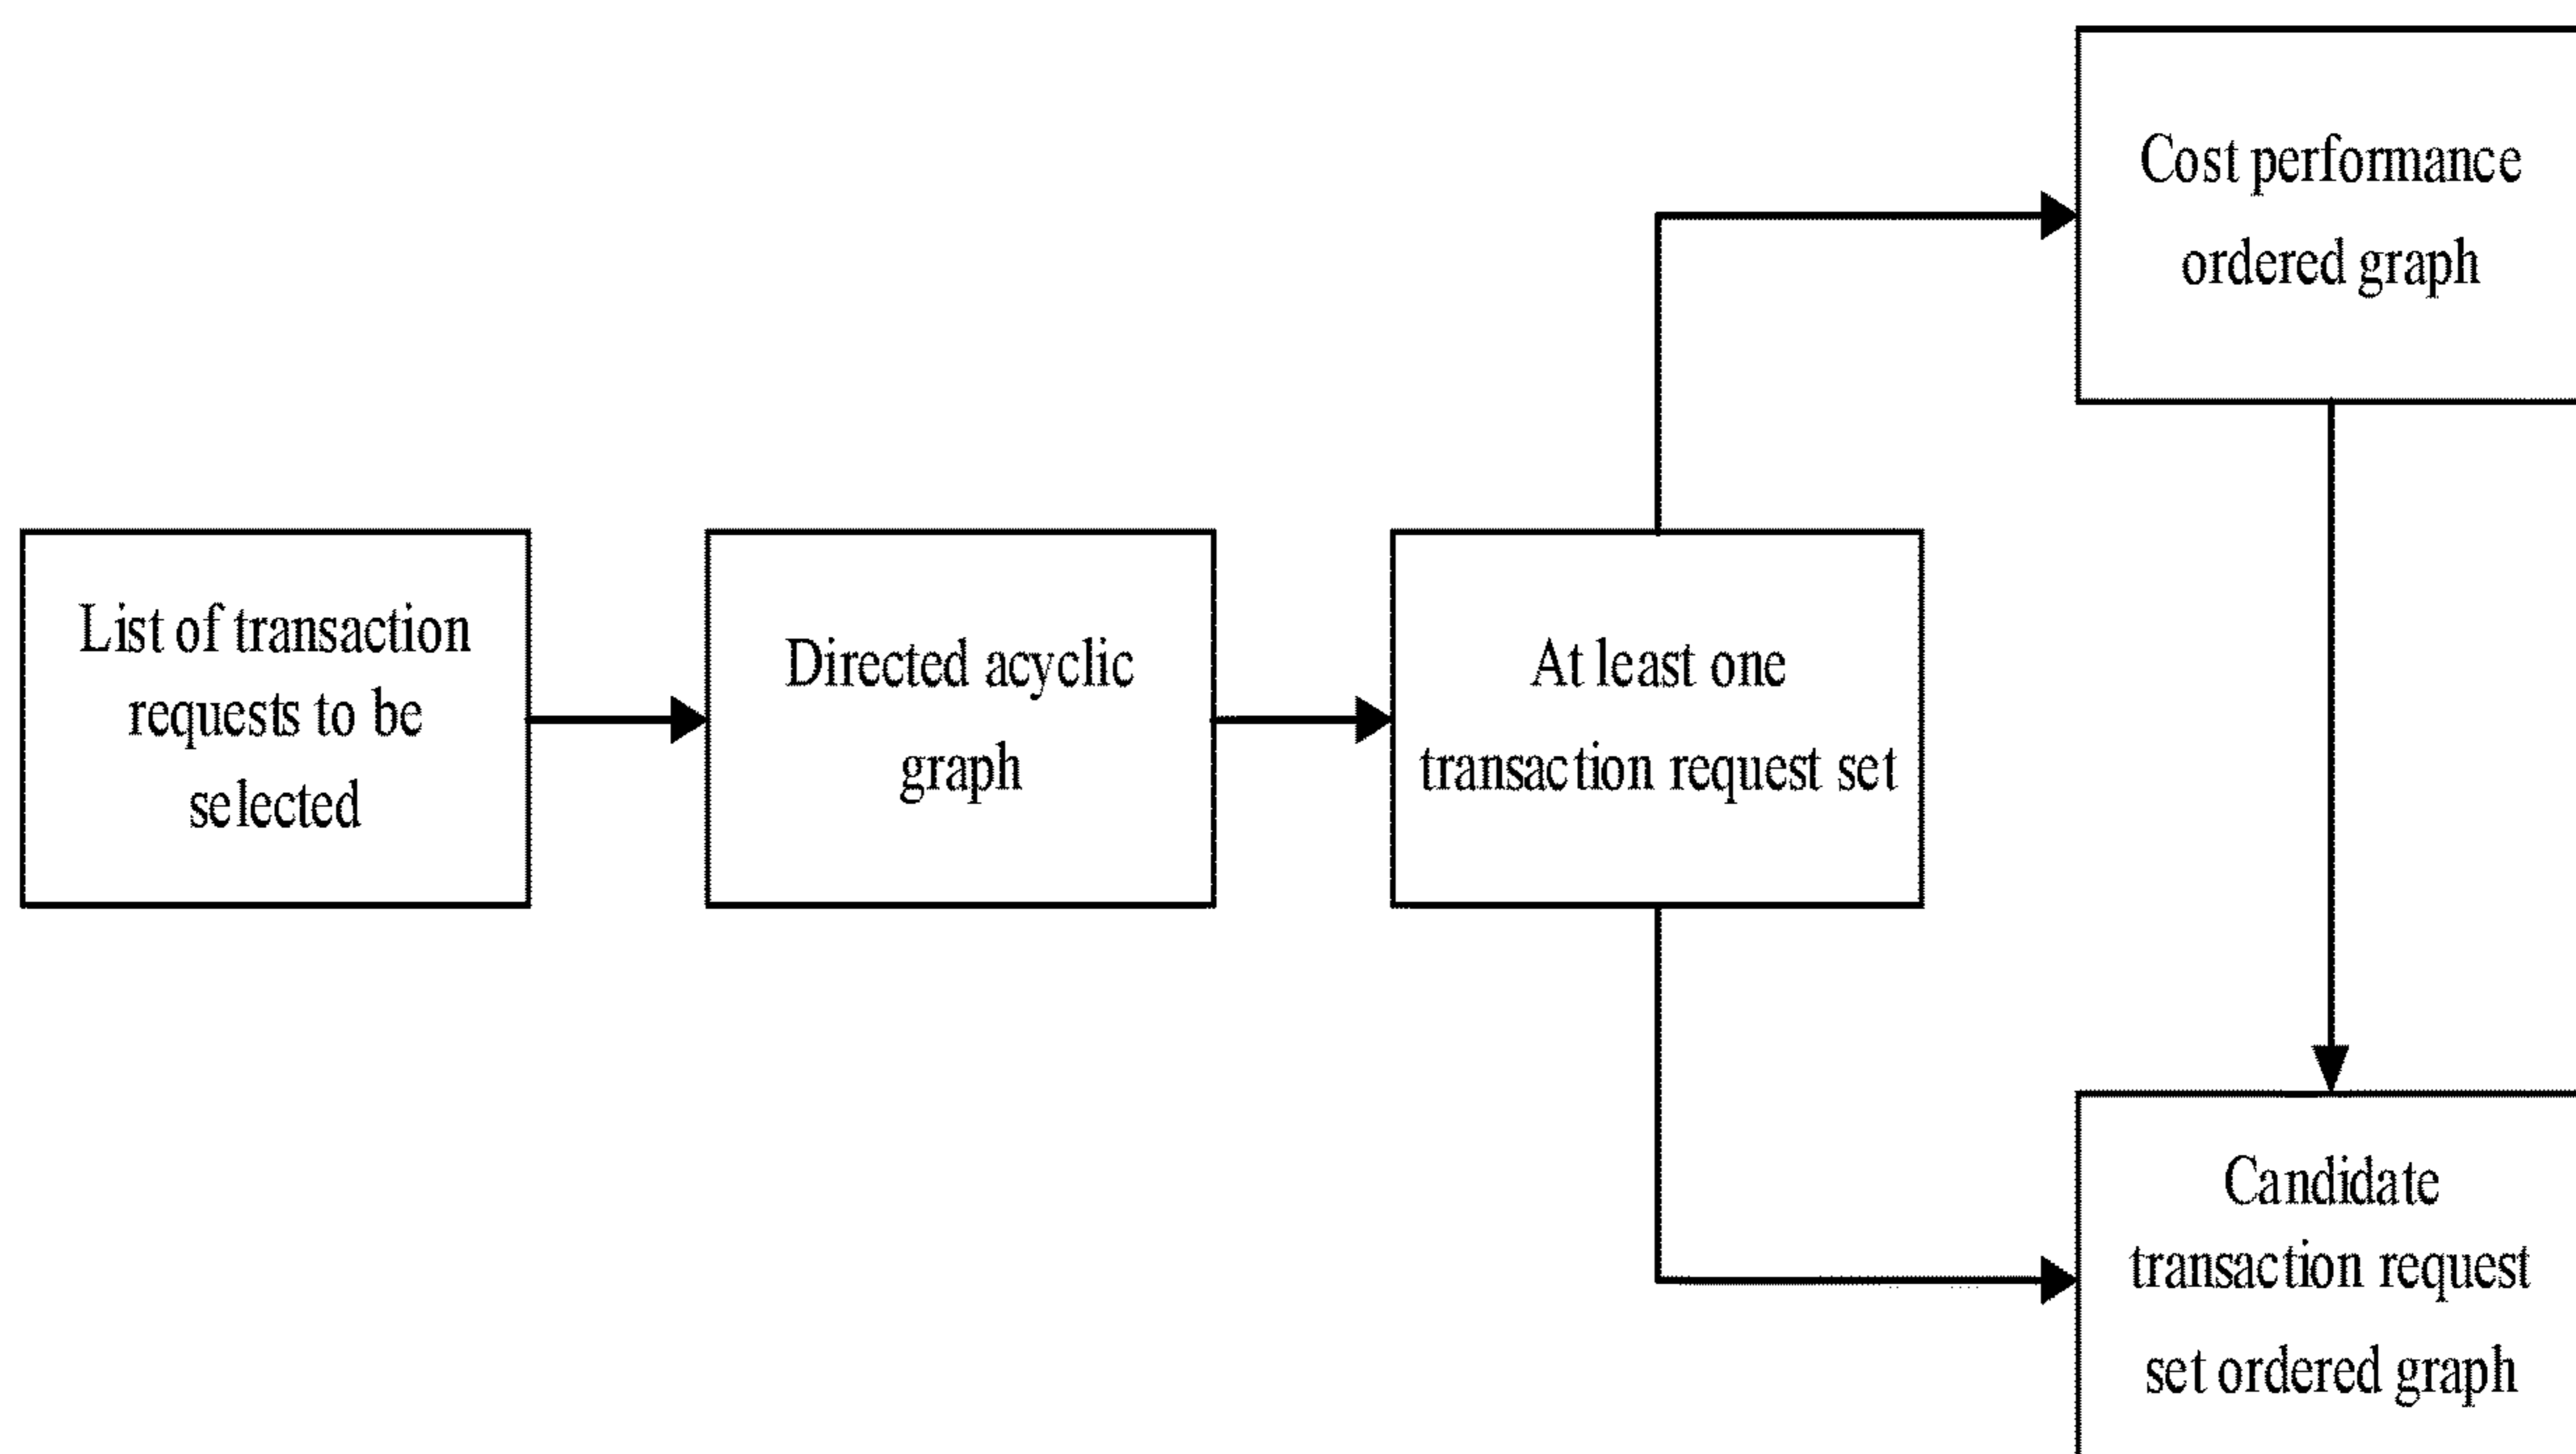 List of transaction
requests to be
selected
Directed acyclic
graph
At least one
transaction request set
Cost performance
ordered graph
Candidate
transaction request
set ordered graph